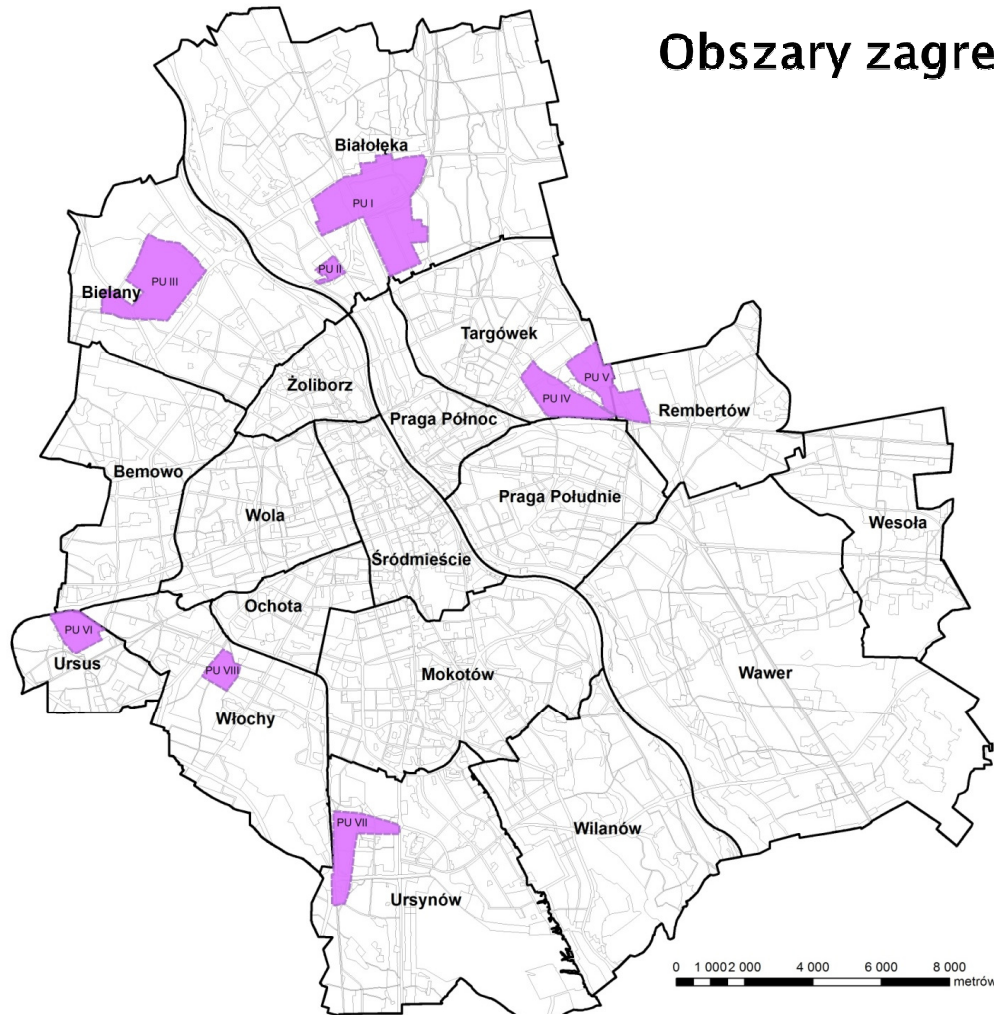 Obszary zagre
Białołęka
PU I
PU II
PU III
Bielany
Targówek
PU V
PU IV
Żoliborz
Praga Północ
Rembertów
Bemowo
Wola
Praga Południe
Wesoła
Śródmieście
Ochota
PU VI
Ursus
PU VIII
Włochy
Mokotów
Wawer
PU VII
Wilanów
Ursynów
0 1 000 2 000 4 000 6 000 8 000
metrów